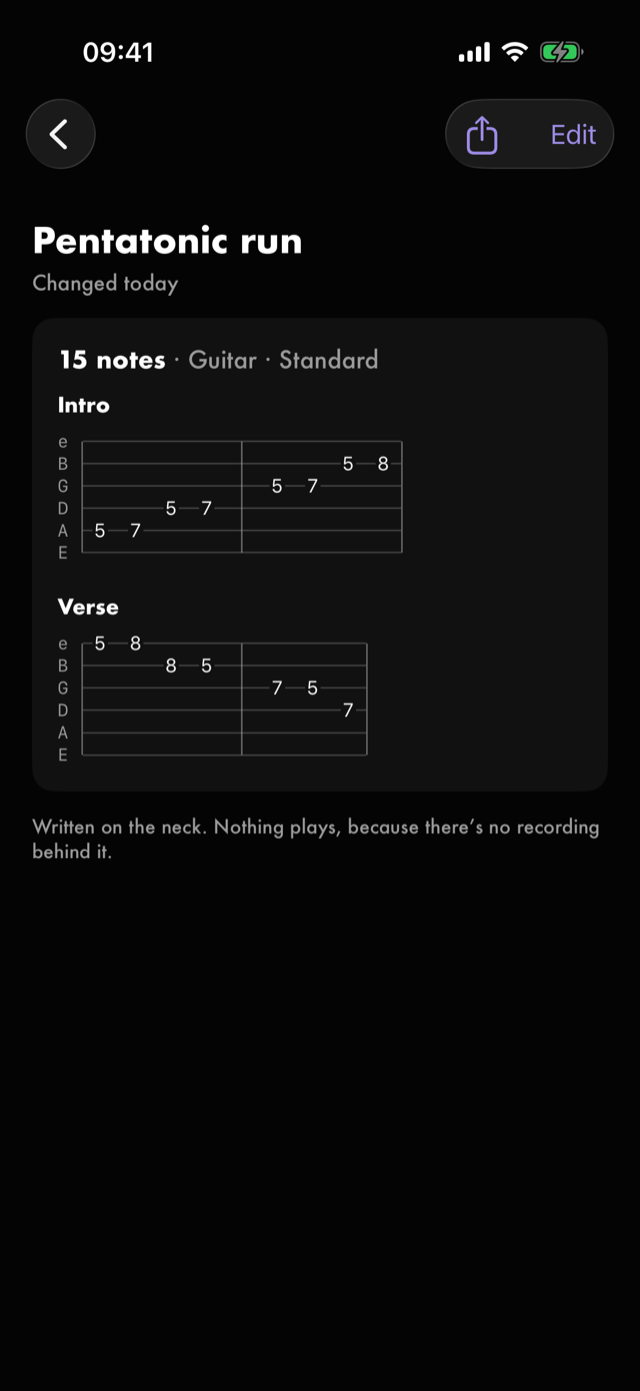 09:41
Edit
Pentatonic run
Changed today
15 notes · Guitar · Standard
Intro
e
B 5 8
G 5 7
D 5 7
A 5 7
E
Verse
e 5 8
B 8 5
G 7 5
D 7
A
E
Written on the neck. Nothing plays, because there’s no recording
behind it.